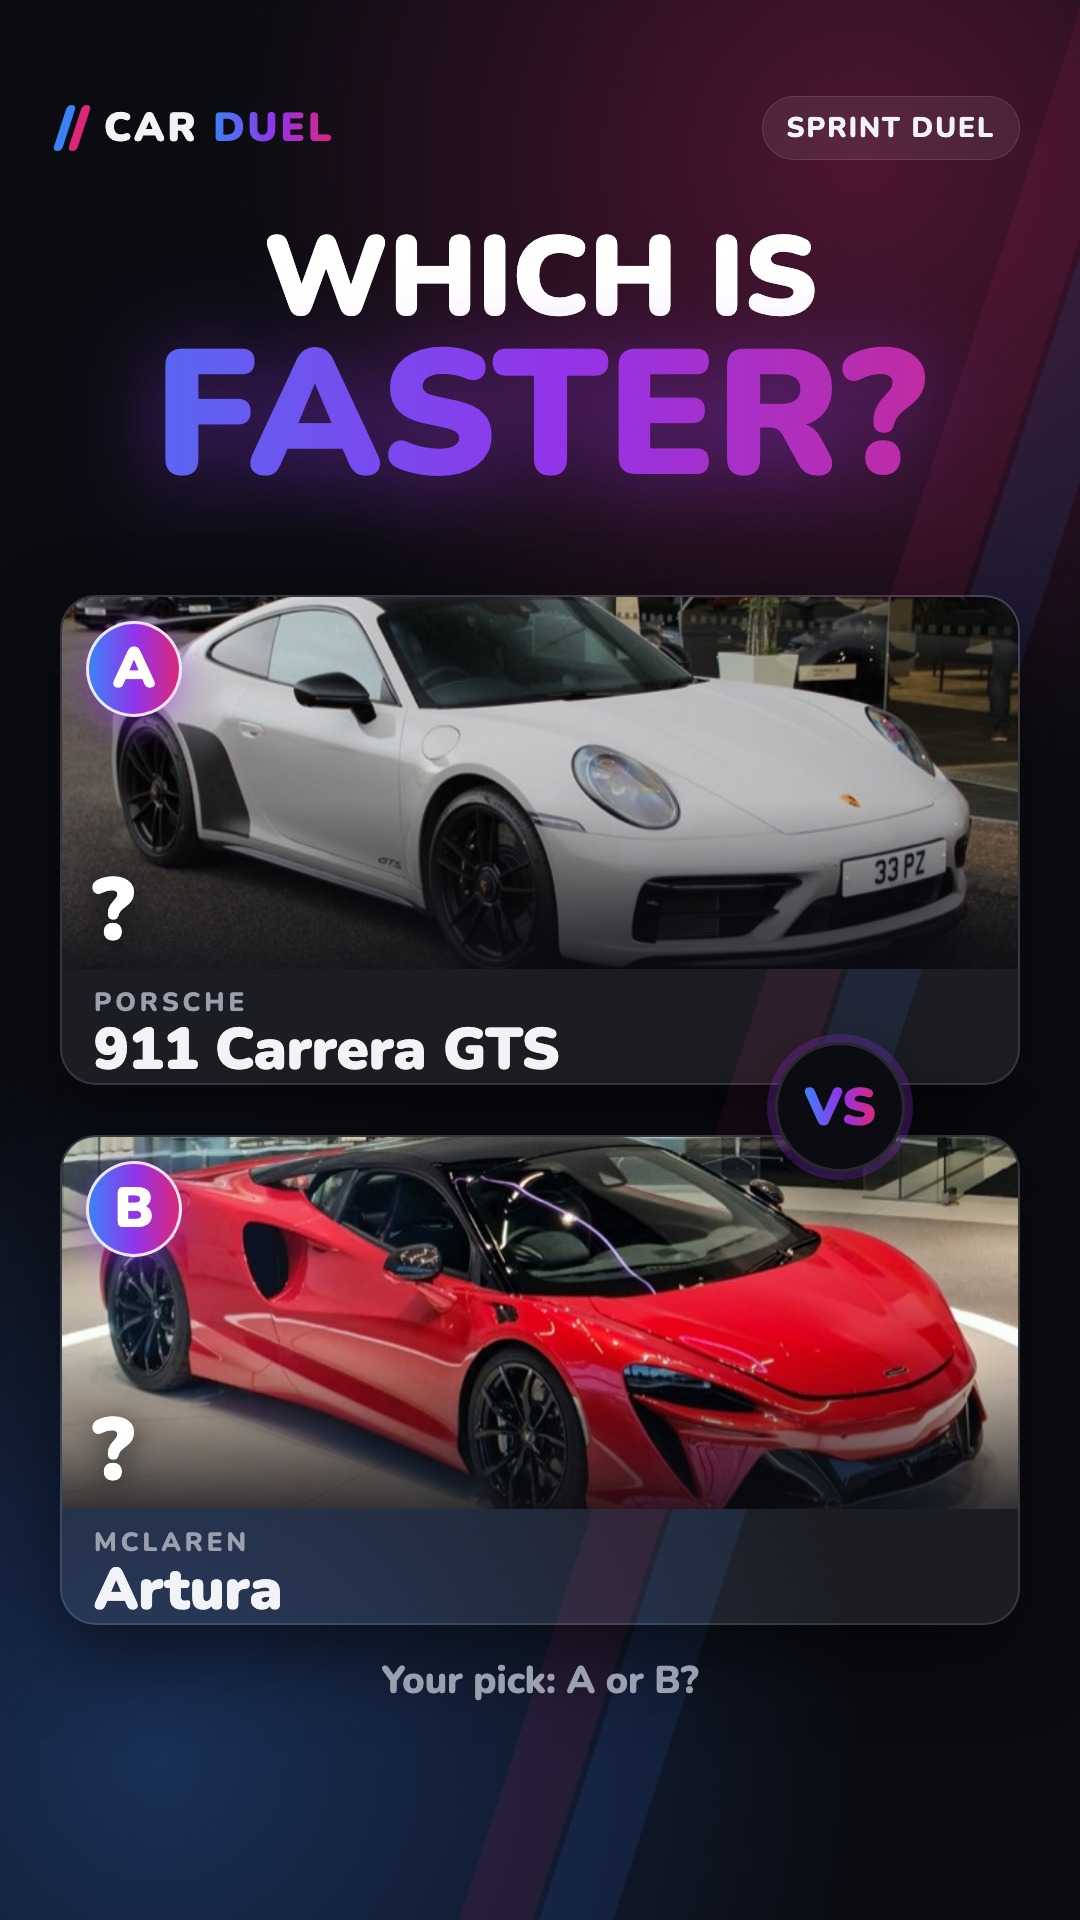 // CAR DUEL
SPRINT DUEL
WHICH IS
FASTER?
A
GTS
33 PZ
?
PORSCHE
911 Carrera GTS
VS
B
?
MCLAREN
Artura
Your pick: A or B?